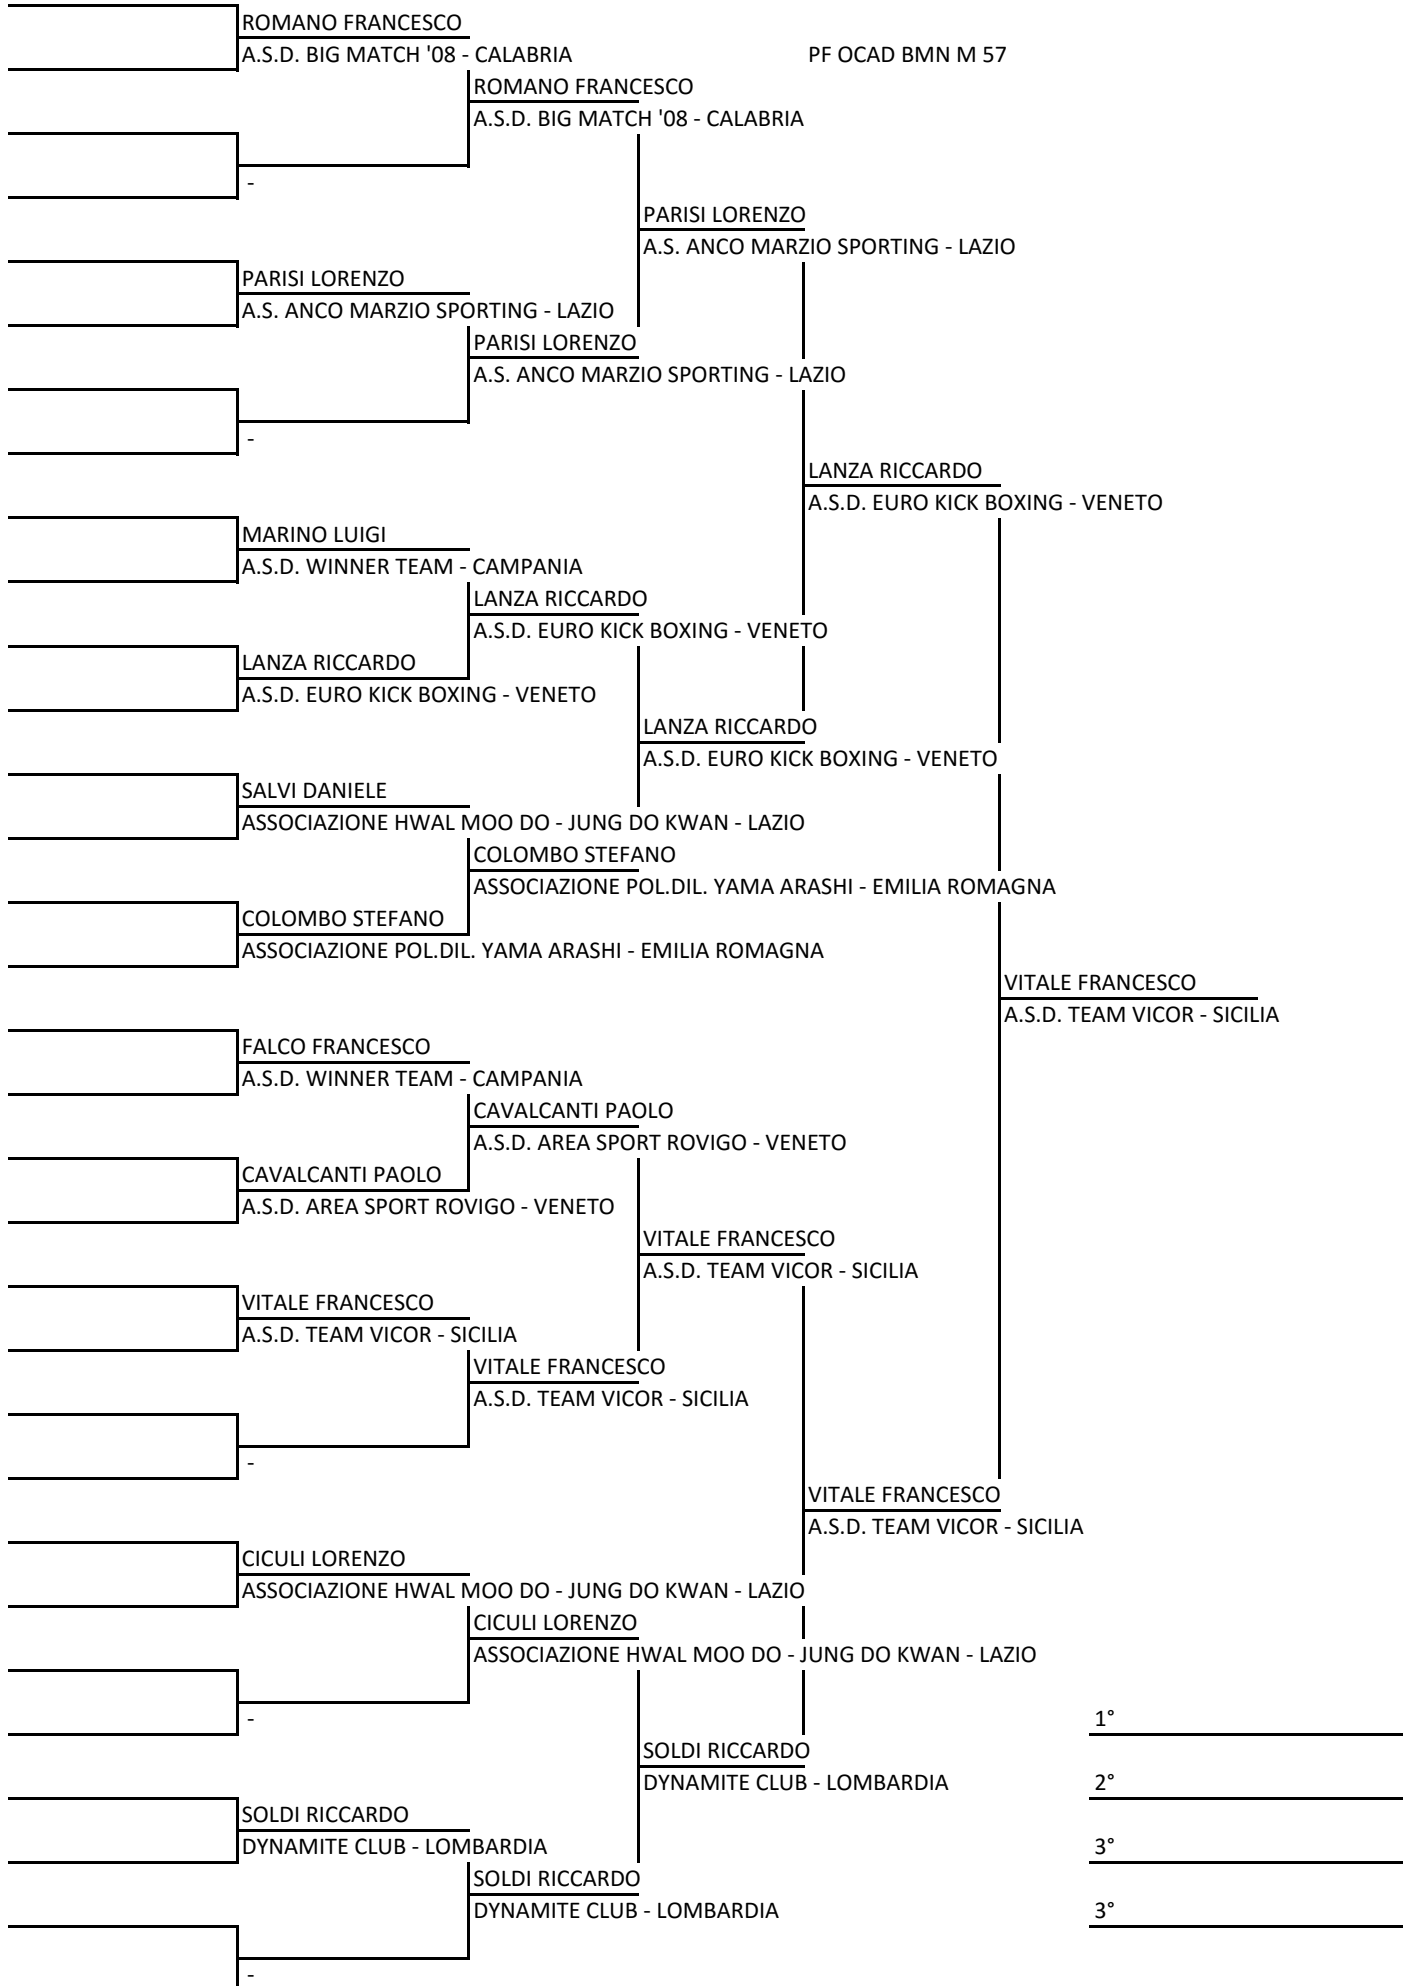 ROMANO FRANCESCO
A.S.D. BIG MATCH '08 - CALABRIA
PF OCAD BMN M 57
ROMANO FRANCESCO
A.S.D. BIG MATCH '08 - CALABRIA
-
PARISI LORENZO
A.S. ANCO MARZIO SPORTING - LAZIO
PARISI LORENZO
A.S. ANCO MARZIO SPORTING - LAZIO
PARISI LORENZO
A.S. ANCO MARZIO SPORTING - LAZIO
-
LANZA RICCARDO
A.S.D. EURO KICK BOXING - VENETO
MARINO LUIGI
A.S.D. WINNER TEAM - CAMPANIA
LANZA RICCARDO
A.S.D. EURO KICK BOXING - VENETO
LANZA RICCARDO
A.S.D. EURO KICK BOXING - VENETO
LANZA RICCARDO
A.S.D. EURO KICK BOXING - VENETO
SALVI DANIELE
ASSOCIAZIONE HWAL MOO DO - JUNG DO KWAN - LAZIO
COLOMBO STEFANO
ASSOCIAZIONE POL.DIL. YAMA ARASHI - EMILIA ROMAGNA
COLOMBO STEFANO
ASSOCIAZIONE POL.DIL. YAMA ARASHI - EMILIA ROMAGNA
VITALE FRANCESCO
A.S.D. TEAM VICOR - SICILIA
FALCO FRANCESCO
A.S.D. WINNER TEAM - CAMPANIA
CAVALCANTI PAOLO
A.S.D. AREA SPORT ROVIGO - VENETO
CAVALCANTI PAOLO
A.S.D. AREA SPORT ROVIGO - VENETO
VITALE FRANCESCO
A.S.D. TEAM VICOR - SICILIA
VITALE FRANCESCO
A.S.D. TEAM VICOR - SICILIA
VITALE FRANCESCO
A.S.D. TEAM VICOR - SICILIA
-
VITALE FRANCESCO
A.S.D. TEAM VICOR - SICILIA
CICULI LORENZO
ASSOCIAZIONE HWAL MOO DO - JUNG DO KWAN - LAZIO
CICULI LORENZO
ASSOCIAZIONE HWAL MOO DO - JUNG DO KWAN - LAZIO
-
1°
SOLDI RICCARDO
DYNAMITE CLUB - LOMBARDIA
2°
SOLDI RICCARDO
DYNAMITE CLUB - LOMBARDIA
3°
SOLDI RICCARDO
DYNAMITE CLUB - LOMBARDIA
3°
-